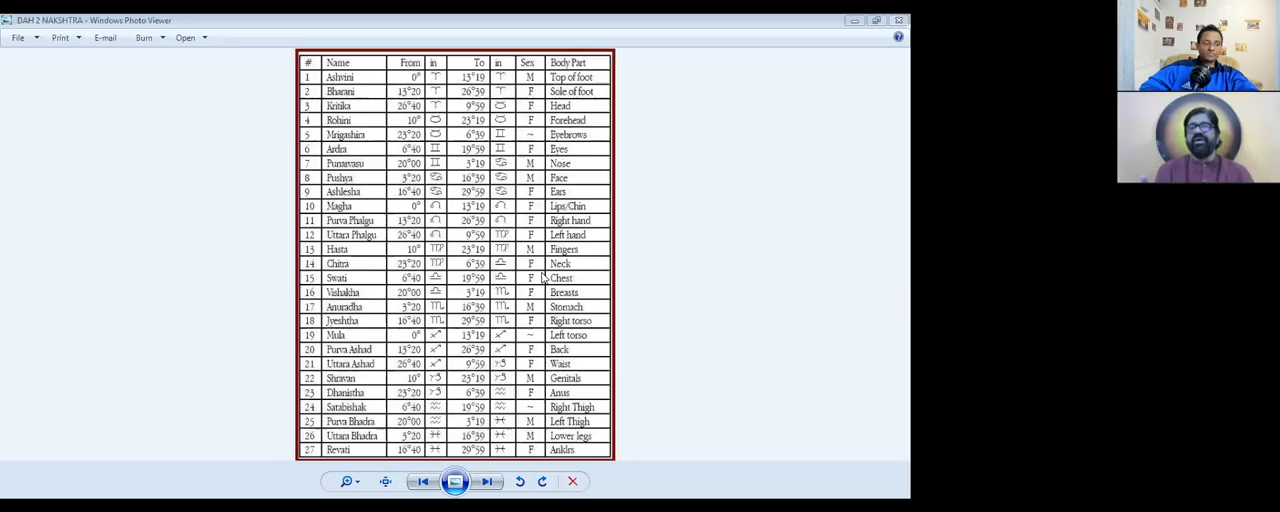 DAH 2 NAKSHTRA - Windows Photo Viewer
File Print E-mail Burn Open
# Name From in To in Sex Body Part
1 Ashvini 0° ♈ 13°19 ♈ M Top of foot
2 Bharani 13°20 ♈ 26°39 ♈ F Sole of foot
3 Kritika 26°40 ♈ 9°59 ♉ F Head
4 Rohini 10° ♉ 23°19 ♉ F Forehead
5 Mrigashira 23°20 ♉ 6°39 ♊ ~ Eyebrows
6 Ardra 6°40 ♊ 19°59 ♊ F Eyes
7 Punarvasu 20°00 ♊ 3°19 ♋ M Nose
8 Pushya 3°20 ♋ 16°39 ♋ M Face
9 Ashlesha 16°40 ♋ 29°59 ♋ F Ears
10 Magha 0° ♌ 13°19 ♌ F Lips/Chin
11 Purva Phalgu 13°20 ♌ 26°39 ♌ F Right hand
12 Uttara Phalgu 26°40 ♌ 9°59 ♍ F Left hand
13 Hasta 10° ♍ 23°19 ♍ M Fingers
14 Chitra 23°20 ♍ 6°39 ♎ F Neck
15 Swati 6°40 ♎ 19°59 ♎ F Chest
16 Vishakha 20°00 ♎ 3°19 ♏ F Breasts
17 Anuradha 3°20 ♏ 16°39 ♏ M Stomach
18 Jyeshtha 16°40 ♏ 29°59 ♏ F Right torso
19 Mula 0° ♐ 13°19 ♐ ~ Left torso
20 Purva Ashad 13°20 ♐ 26°39 ♐ F Back
21 Uttara Ashad 26°40 ♐ 9°59 ♑ F Waist
22 Shravan 10° ♑ 23°19 ♑ M Genitals
23 Dhanistha 23°20 ♑ 6°39 ♒ F Anus
24 Satabishak 6°40 ♒ 19°59 ♒ ~ Right Thigh
25 Purva Bhadra 20°00 ♒ 3°19 ♓ M Left Thigh
26 Uttara Bhadra 3°20 ♓ 16°39 ♓ M Lower legs
27 Revati 16°40 ♓ 29°59 ♓ F Anklrs